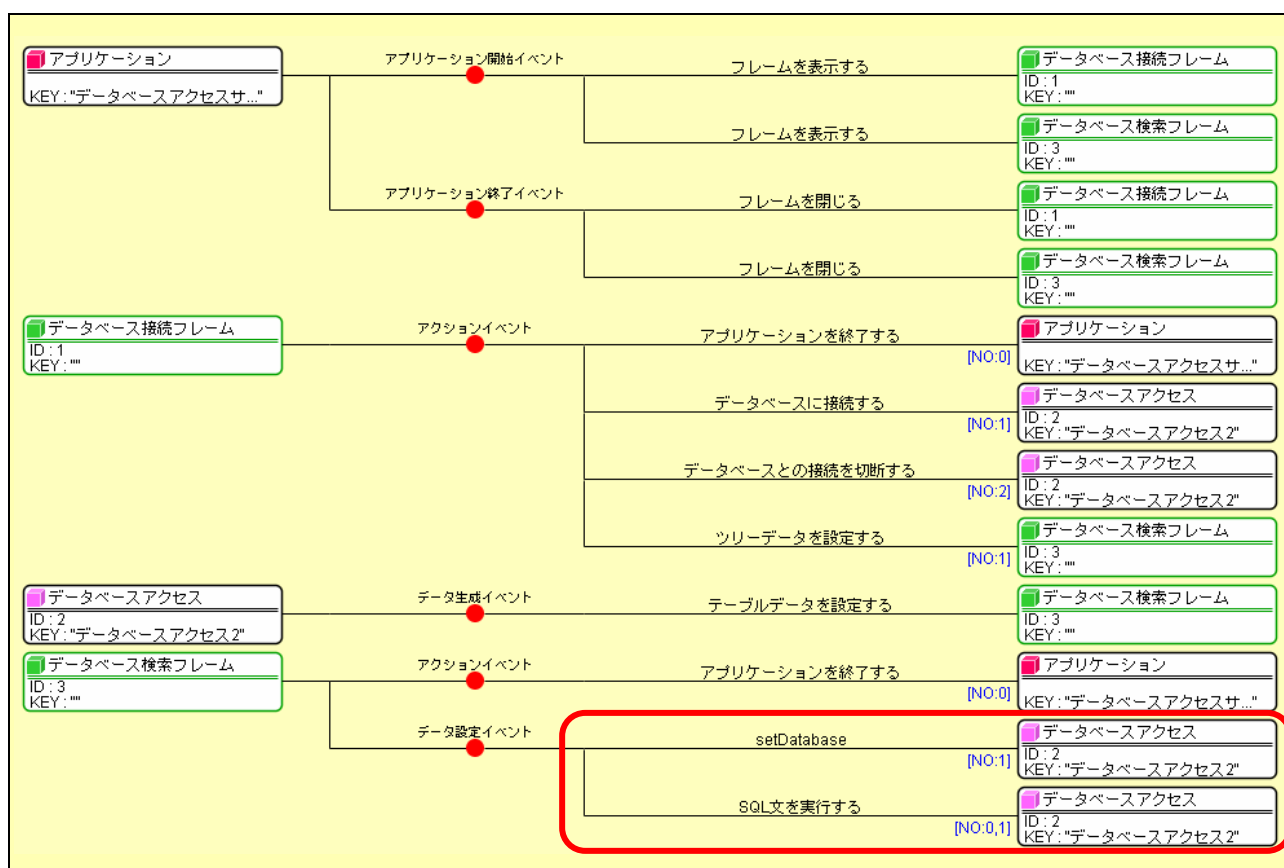 アプリケーション
KEY:"データベースアクセスサ..."
アプリケーション開始イベント
フレームを表示する
データベース接続フレーム
ID:1
KEY:""
フレームを表示する
データベース検索フレーム
ID:3
KEY:""
アプリケーション終了イベント
フレームを閉じる
データベース接続フレーム
ID:1
KEY:""
フレームを閉じる
データベース検索フレーム
ID:3
KEY:""
データベース接続フレーム
ID:1
KEY:""
アクションイベント
アプリケーションを終了する
[NO:0]
アプリケーション
KEY:"データベースアクセスサ..."
データベースに接続する
[NO:1]
データベースアクセス
ID:2
KEY:"データベースアクセス2"
データベースとの接続を切断する
[NO:2]
データベースアクセス
ID:2
KEY:"データベースアクセス2"
ツリーデータを設定する
[NO:1]
データベース検索フレーム
ID:3
KEY:""
データベースアクセス
ID:2
KEY:"データベースアクセス2"
データ生成イベント
テーブルデータを設定する
データベース検索フレーム
ID:3
KEY:""
データベース検索フレーム
ID:3
KEY:""
アクションイベント
アプリケーションを終了する
[NO:0]
アプリケーション
KEY:"データベースアクセスサ..."
データ設定イベント
setDatabase
[NO:1]
データベースアクセス
ID:2
KEY:"データベースアクセス2"
SQL文を実行する
[NO:0,1]
データベースアクセス
ID:2
KEY:"データベースアクセス2"